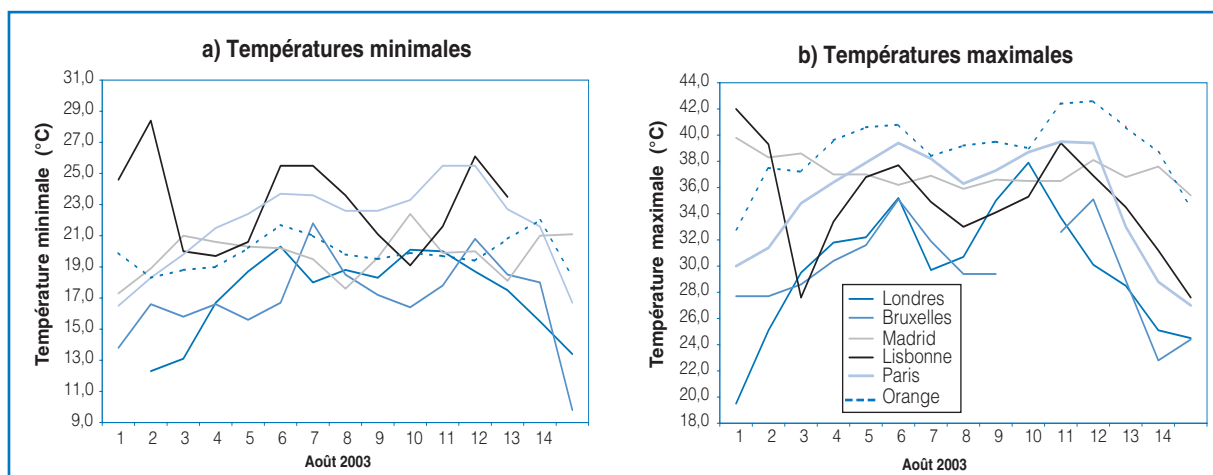 a) Températures minimales
Température minimale (°C)
31,0
29,0
27,0
25,0
23,0
21,0
19,0
17,0
15,0
13,0
11,0
9,0
1 2 3 4 5 6 7 8 9 10 11 12 13 14
Août 2003
b) Températures maximales
Température maximale (°C)
44,0
42,0
40,0
38,0
36,0
34,0
32,0
30,0
28,0
26,0
24,0
22,0
20,0
18,0
Londres
Bruxelles
Madrid
Lisbonne
Paris
Orange
1 2 3 4 5 6 7 8 9 10 11 12 13 14
Août 2003